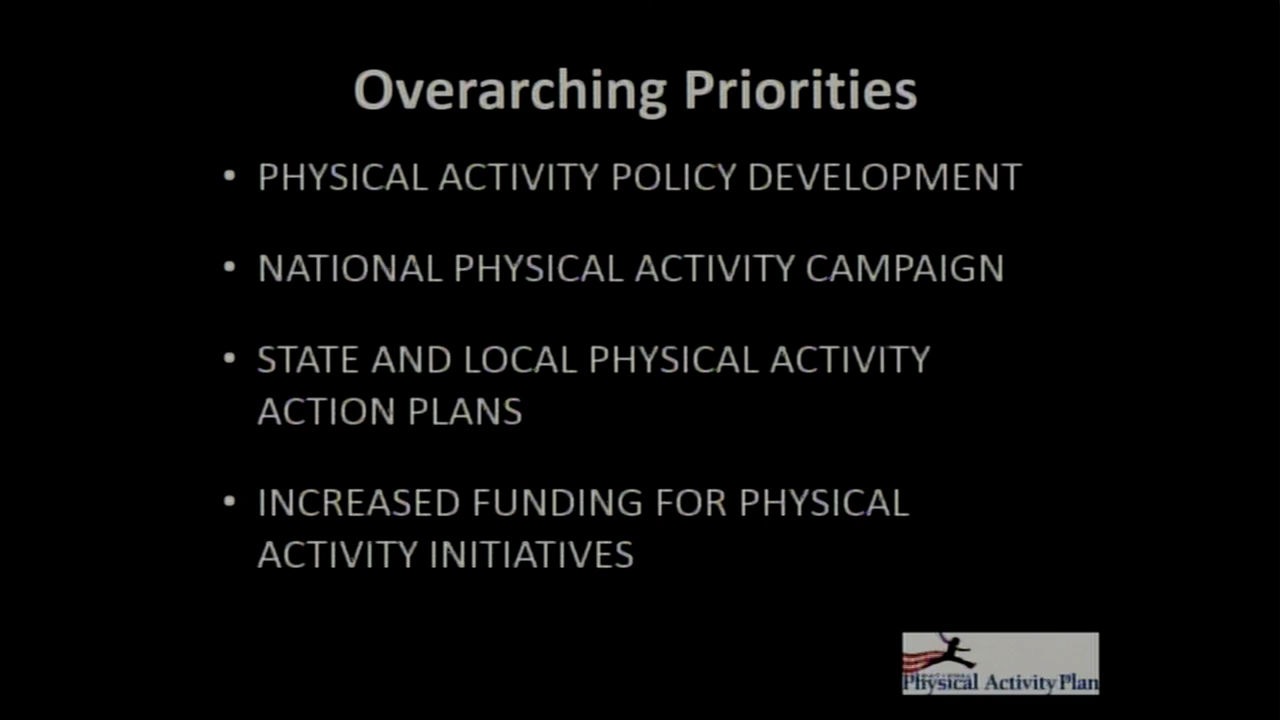 Overarching Priorities
• PHYSICAL ACTIVITY POLICY DEVELOPMENT
• NATIONAL PHYSICAL ACTIVITY CAMPAIGN
• STATE AND LOCAL PHYSICAL ACTIVITY
ACTION PLANS
• INCREASED FUNDING FOR PHYSICAL
ACTIVITY INITIATIVES
Physical Activity Plan